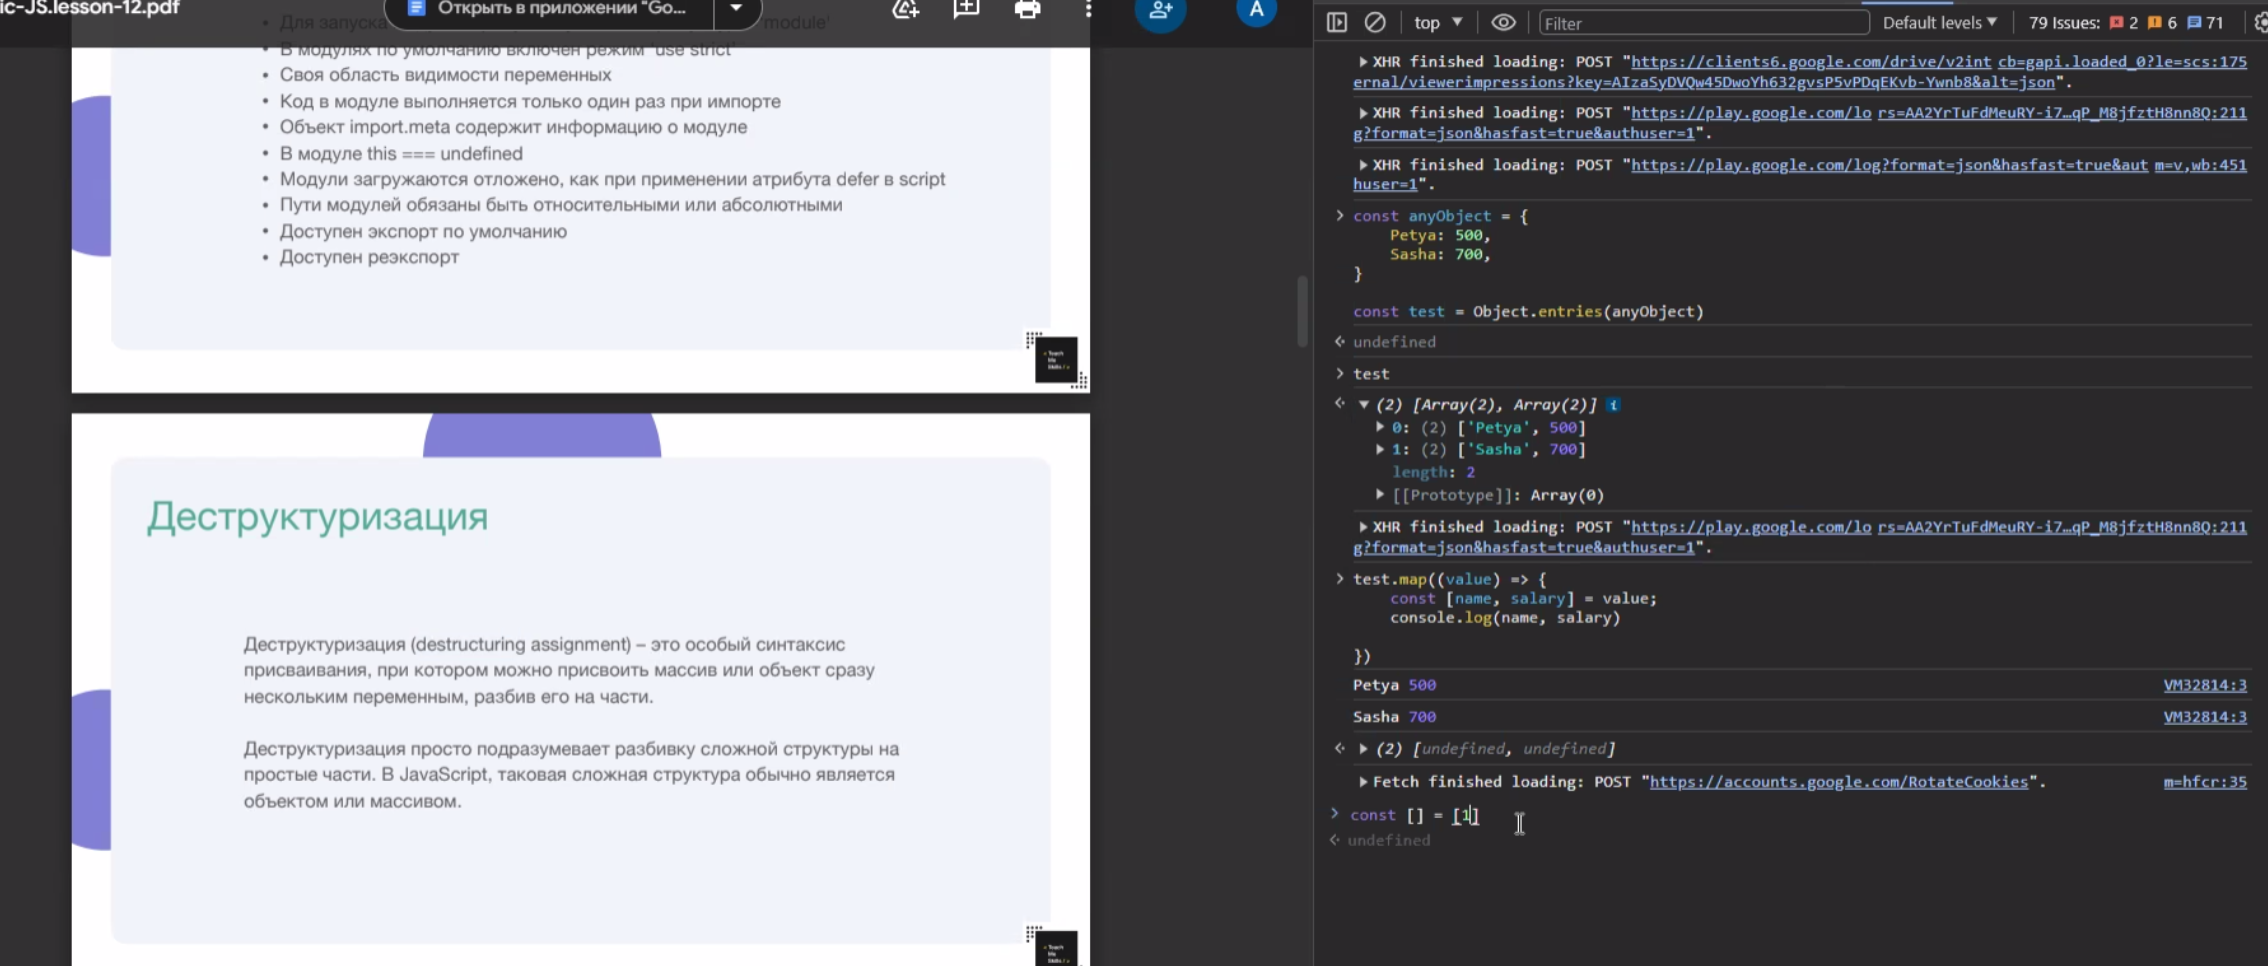 ic-JS.lesson-12.pdf
Открыть в приложении "Go...
A
Для запуска
'module'
В модулях по умолчанию включен режим 'use strict'
Своя область видимости переменных
Код в модуле выполняется только один раз при импорте
Объект import.meta содержит информацию о модуле
В модуле this === undefined
Модули загружаются отложено, как при применении атрибута defer в script
Пути модулей обязаны быть относительными или абсолютными
Доступен экспорт по умолчанию
Доступен реэкспорт
Teach
Me
Skills
Деструктуризация
Деструктуризация (destructuring assignment) – это особый синтаксис
присваивания, при котором можно присвоить массив или объект сразу
нескольким переменным, разбив его на части.
Деструктуризация просто подразумевает разбивку сложной структуры на
простые части. В JavaScript, таковая сложная структура обычно является
объектом или массивом.
Teach
Me
Skills
top
Filter
Default levels
79 Issues: 2 6 71
XHR finished loading: POST "https://clients6.google.com/drive/v2int cb=gapi.loaded_0?le=scs:175
ernal/viewerimpressions?key=AIzaSyDVQw45DwoYh632gvsP5vPDqEKvb-Ywnb8&alt=json".
XHR finished loading: POST "https://play.google.com/lo rs=AA2YrTuFdMeuRY-i7…qP_M8jfztH8nn8Q:211
g?format=json&hasfast=true&authuser=1".
XHR finished loading: POST "https://play.google.com/log?format=json&hasfast=true&aut m=v,wb:451
huser=1".
const anyObject = {
Petya: 500,
Sasha: 700,
}
const test = Object.entries(anyObject)
undefined
test
(2) [Array(2), Array(2)] i
0: (2) ['Petya', 500]
1: (2) ['Sasha', 700]
length: 2
[[Prototype]]: Array(0)
XHR finished loading: POST "https://play.google.com/lo rs=AA2YrTuFdMeuRY-i7…qP_M8jfztH8nn8Q:211
g?format=json&hasfast=true&authuser=1".
test.map((value) => {
const [name, salary] = value;
console.log(name, salary)
})
Petya 500 VM32814:3
Sasha 700 VM32814:3
(2) [undefined, undefined]
Fetch finished loading: POST "https://accounts.google.com/RotateCookies". m=hfcr:35
const [] = [1]
undefined